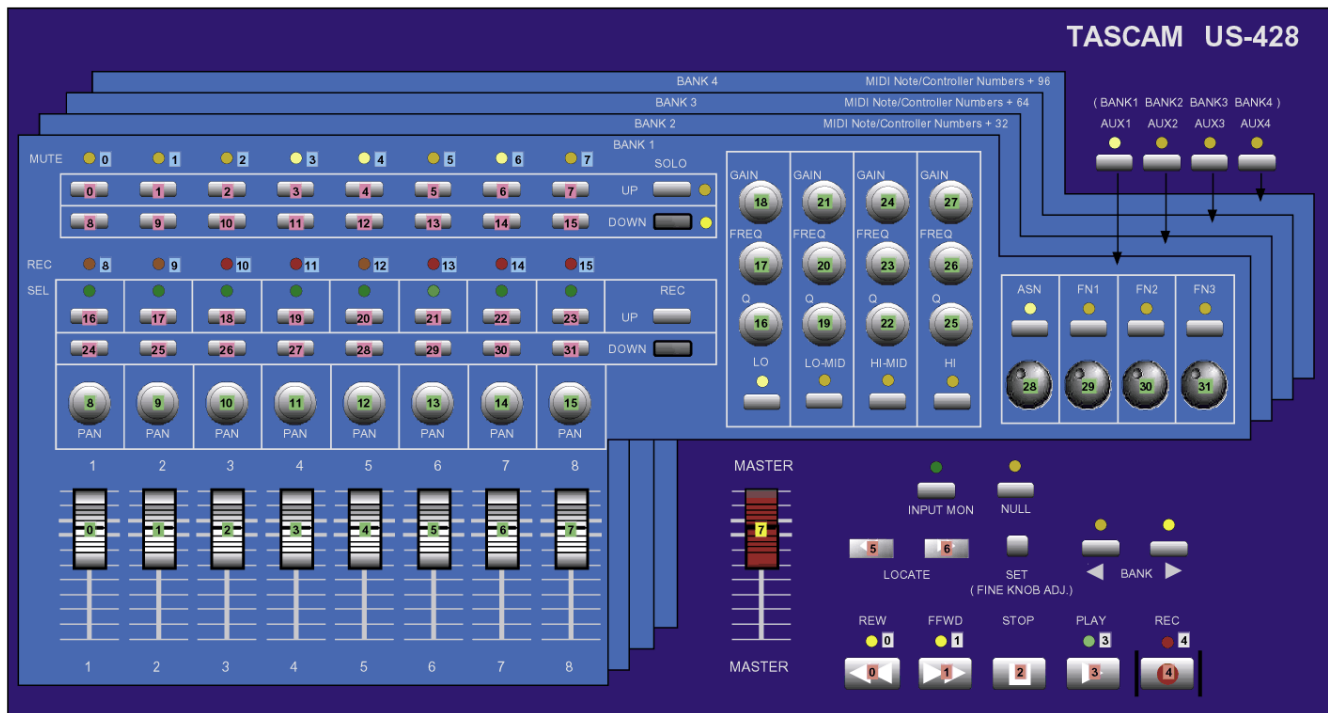 TASCAM US-428
BANK 4 MIDI Note/Controller Numbers + 96
BANK 3 MIDI Note/Controller Numbers + 64
BANK 2 MIDI Note/Controller Numbers + 32
BANK 1
( BANK1 BANK2 BANK3 BANK4 )
AUX1 AUX2 AUX3 AUX4
MUTE 0 1 2 3 4 5 6 7 SOLO
0 1 2 3 4 5 6 7 UP
8 9 10 11 12 13 14 15 DOWN
REC 8 9 10 11 12 13 14 15
SEL REC
16 17 18 19 20 21 22 23 UP
24 25 26 27 28 29 30 31 DOWN
8 9 10 11 12 13 14 15
PAN PAN PAN PAN PAN PAN PAN PAN
GAIN GAIN GAIN GAIN
18 21 24 27
FREQ FREQ FREQ FREQ
17 20 23 26
Q Q Q Q
16 19 22 25
LO LO-MID HI-MID HI
ASN FN1 FN2 FN3
28 29 30 31
1 2 3 4 5 6 7 8
0 1 2 3 4 5 6 7
1 2 3 4 5 6 7 8
MASTER
7
MASTER
INPUT MON NULL
5 6
LOCATE SET BANK
( FINE KNOB ADJ.)
REW FFWD STOP PLAY REC
0 1 3 4
0 1 2 3 4